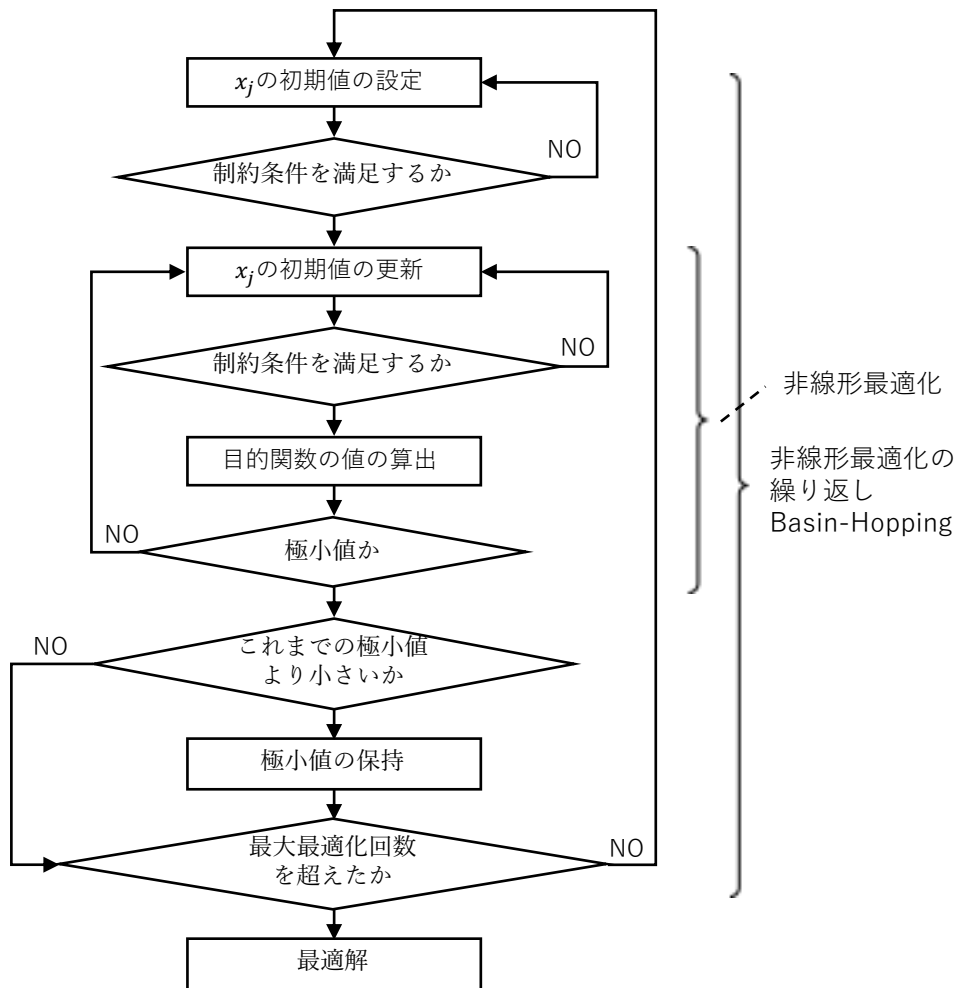 x_jの初期値の設定
NO
制約条件を満足するか
x_jの初期値の更新
NO
制約条件を満足するか
非線形最適化
目的関数の値の算出
非線形最適化の
繰り返し
Basin-Hopping
NO
極小値か
NO
これまでの極小値
より小さいか
極小値の保持
最大最適化回数
を超えたか
NO
最適解